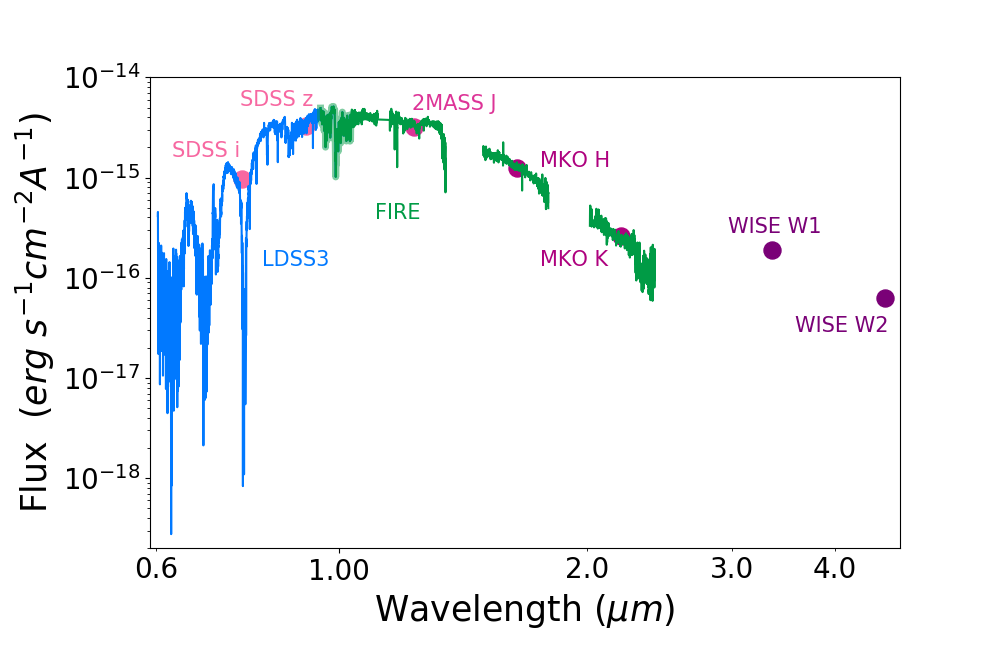 10⁻¹⁴
SDSS z
2MASS J
SDSS i
MKO H
10⁻¹⁵
FIRE
WISE W1
LDSS3
MKO K
10⁻¹⁶
WISE W2
10⁻¹⁷
10⁻¹⁸
Flux (erg s⁻¹cm⁻²A⁻¹)
0.6 1.00 2.0 3.0 4.0
Wavelength (μm)